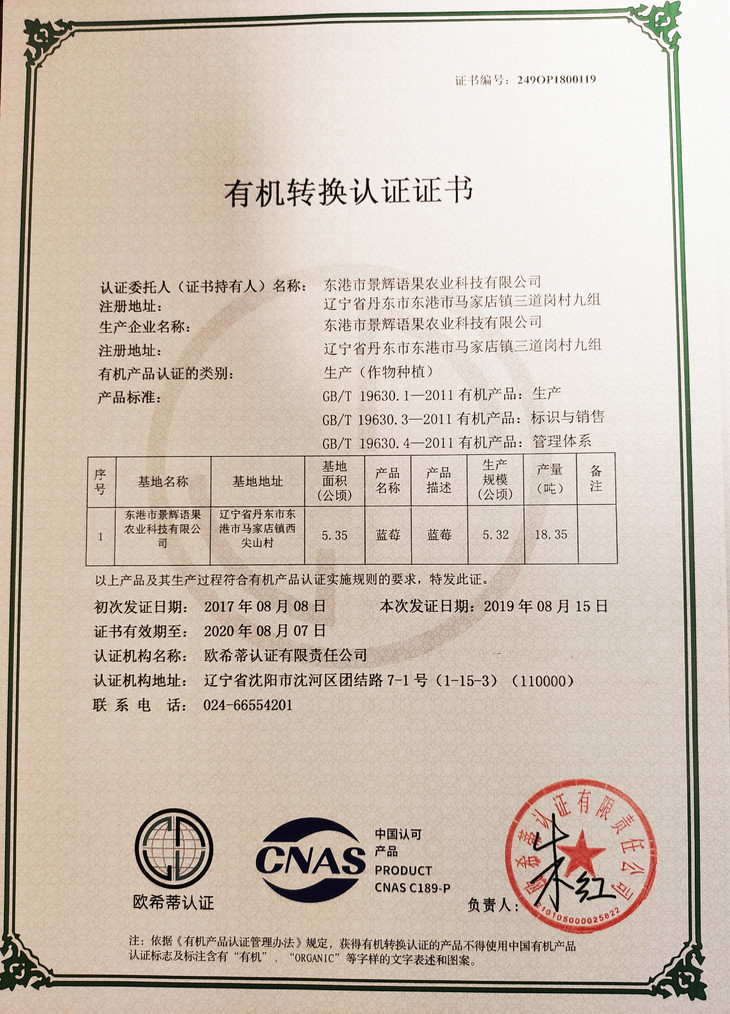 证书编号：249OP1800119
有机转换认证证书
认证委托人（证书持有人）名称： 东港市景辉语果农业科技有限公司
注册地址： 辽宁省丹东市东港市马家店镇三道岗村九组
生产企业名称： 东港市景辉语果农业科技有限公司
注册地址： 辽宁省丹东市东港市马家店镇三道岗村九组
有机产品认证的类别： 生产（作物种植）
产品标准： GB/T 19630.1—2011 有机产品：生产
GB/T 19630.3—2011 有机产品：标识与销售
GB/T 19630.4—2011 有机产品：管理体系
序号 基地名称 基地地址 基地面积（公顷） 产品名称 产品描述 生产规模（公顷） 产量（吨） 备注
1 东港市景辉语果农业科技有限公司 辽宁省丹东市东港市马家店镇西尖山村 5.35 蓝莓 蓝莓 5.32 18.35
以上产品及其生产过程符合有机产品认证实施规则的要求，特发此证。
初次发证日期： 2017 年 08 月 08 日 本次发证日期：2019 年 08 月 15 日
证书有效期至： 2020 年 08 月 07 日
认证机构名称： 欧希蒂认证有限责任公司
认证机构地址： 辽宁省沈阳市沈河区团结路 7-1 号（1-15-3）（110000）
联 系 电 话： 024-66554201
欧希蒂认证
CNAS
中国认可
产品
PRODUCT
CNAS C189-P
负责人：
朱红
欧希蒂认证有限责任公司
210105000025822
注：依据《有机产品认证管理办法》规定，获得有机转换认证的产品不得使用中国有机产品
认证标志及标注含有“有机”、“ORGANIC”等字样的文字表述和图案。